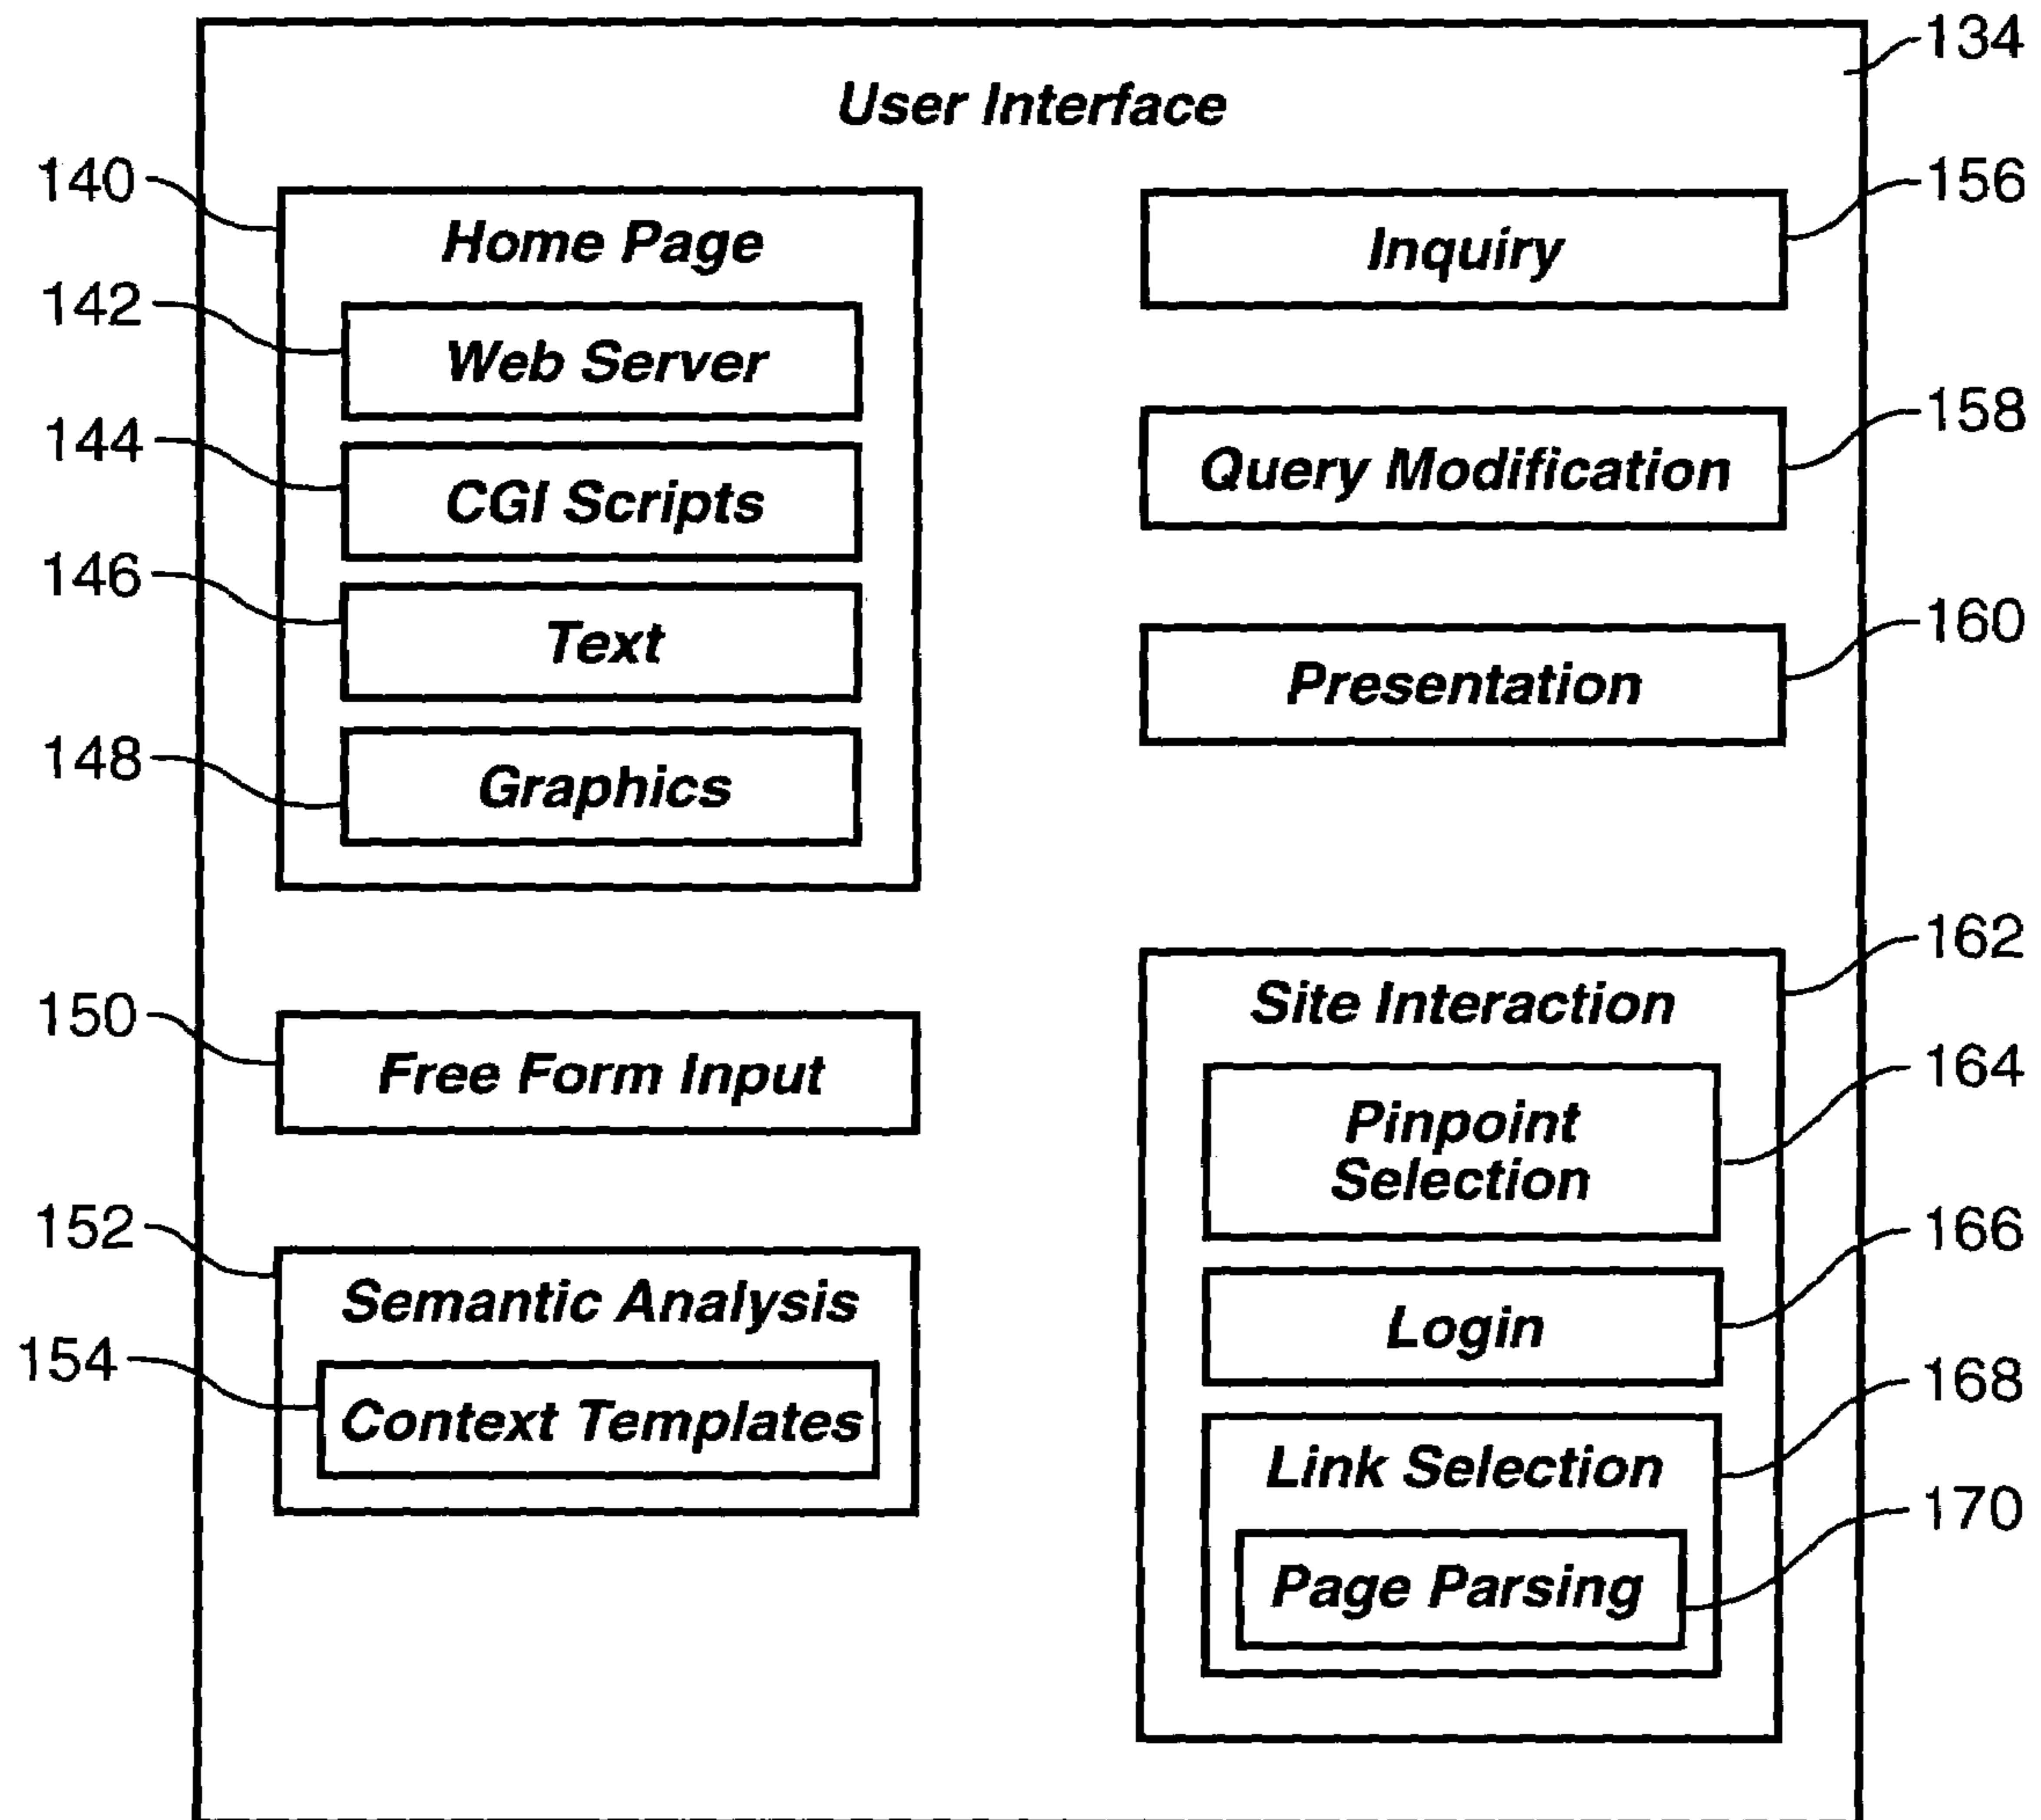 134
User Interface
140
Home Page
142
Web Server
144
CGI Scripts
146
Text
148
Graphics
150
Free Form Input
152
Semantic Analysis
154
Context Templates
156
Inquiry
158
Query Modification
160
Presentation
162
Site Interaction
164
Pinpoint
Selection
166
Login
168
Link Selection
170
Page Parsing